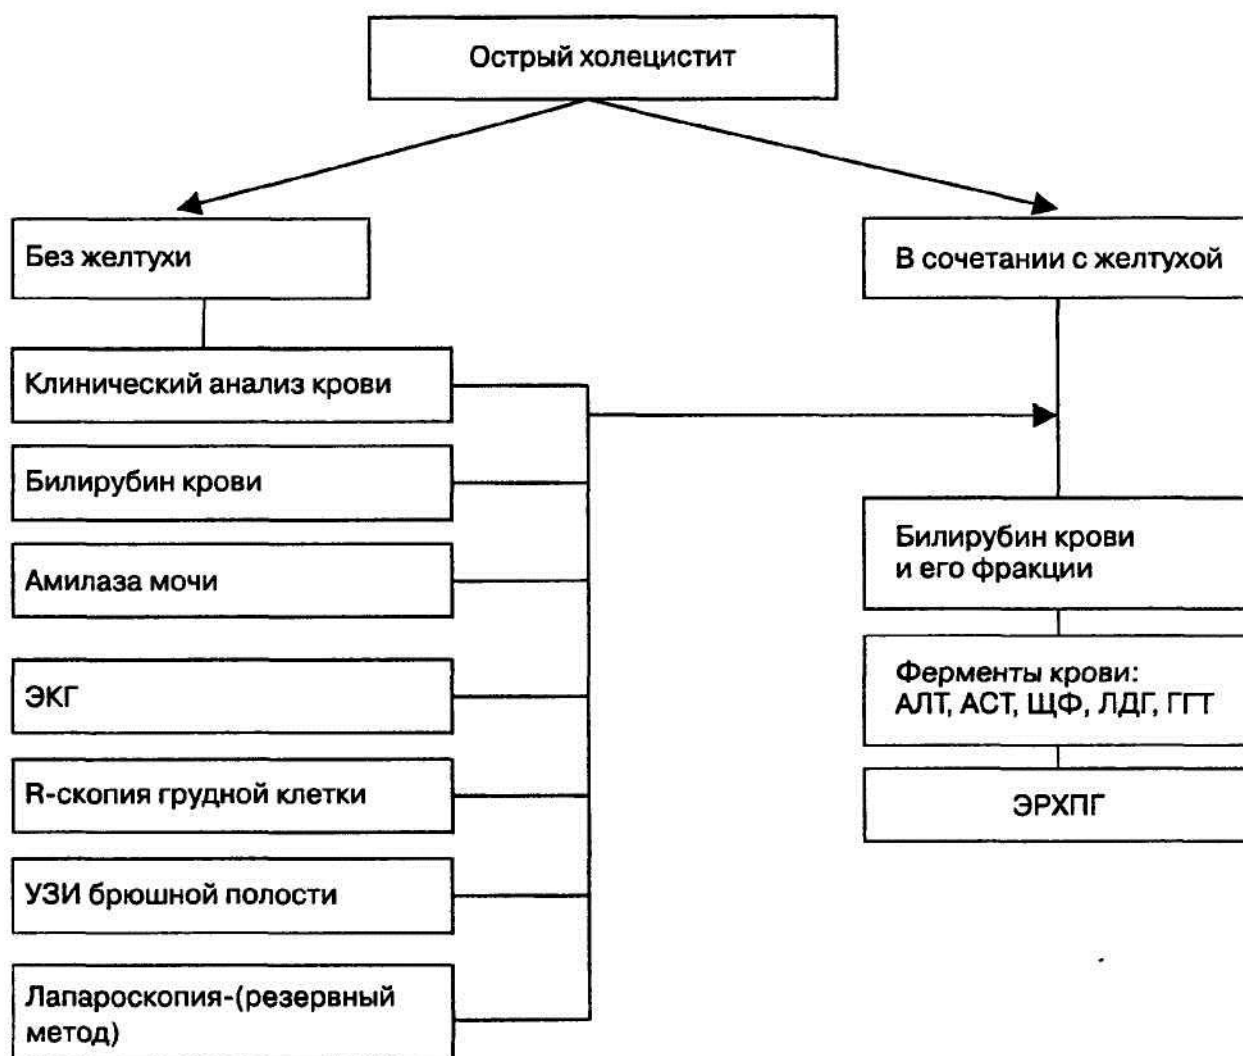 Острый холецистит
Без желтухи
В сочетании с желтухой
Клинический анализ крови
Билирубин крови
Амилаза мочи
ЭКГ
R-скопия грудной клетки
УЗИ брюшной полости
Лапароскопия-(резервный
метод)
Билирубин крови
и его фракции
Ферменты крови:
АЛТ, АСТ, ЩФ, ЛДГ, ГГТ
ЭРХПГ